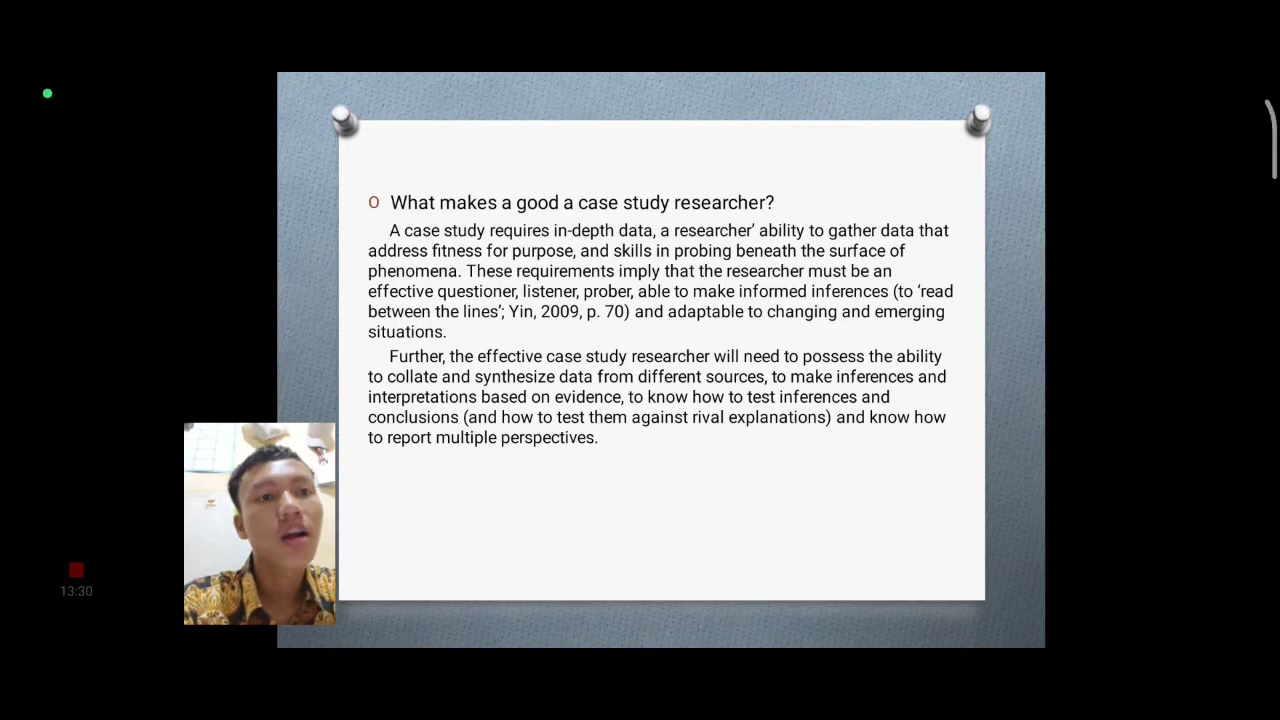 O What makes a good a case study researcher?
A case study requires in-depth data, a researcher’ ability to gather data that
address fitness for purpose, and skills in probing beneath the surface of
phenomena. These requirements imply that the researcher must be an
effective questioner, listener, prober, able to make informed inferences (to ‘read
between the lines’; Yin, 2009, p. 70) and adaptable to changing and emerging
situations.
Further, the effective case study researcher will need to possess the ability
to collate and synthesize data from different sources, to make inferences and
interpretations based on evidence, to know how to test inferences and
conclusions (and how to test them against rival explanations) and know how
to report multiple perspectives.
13:30